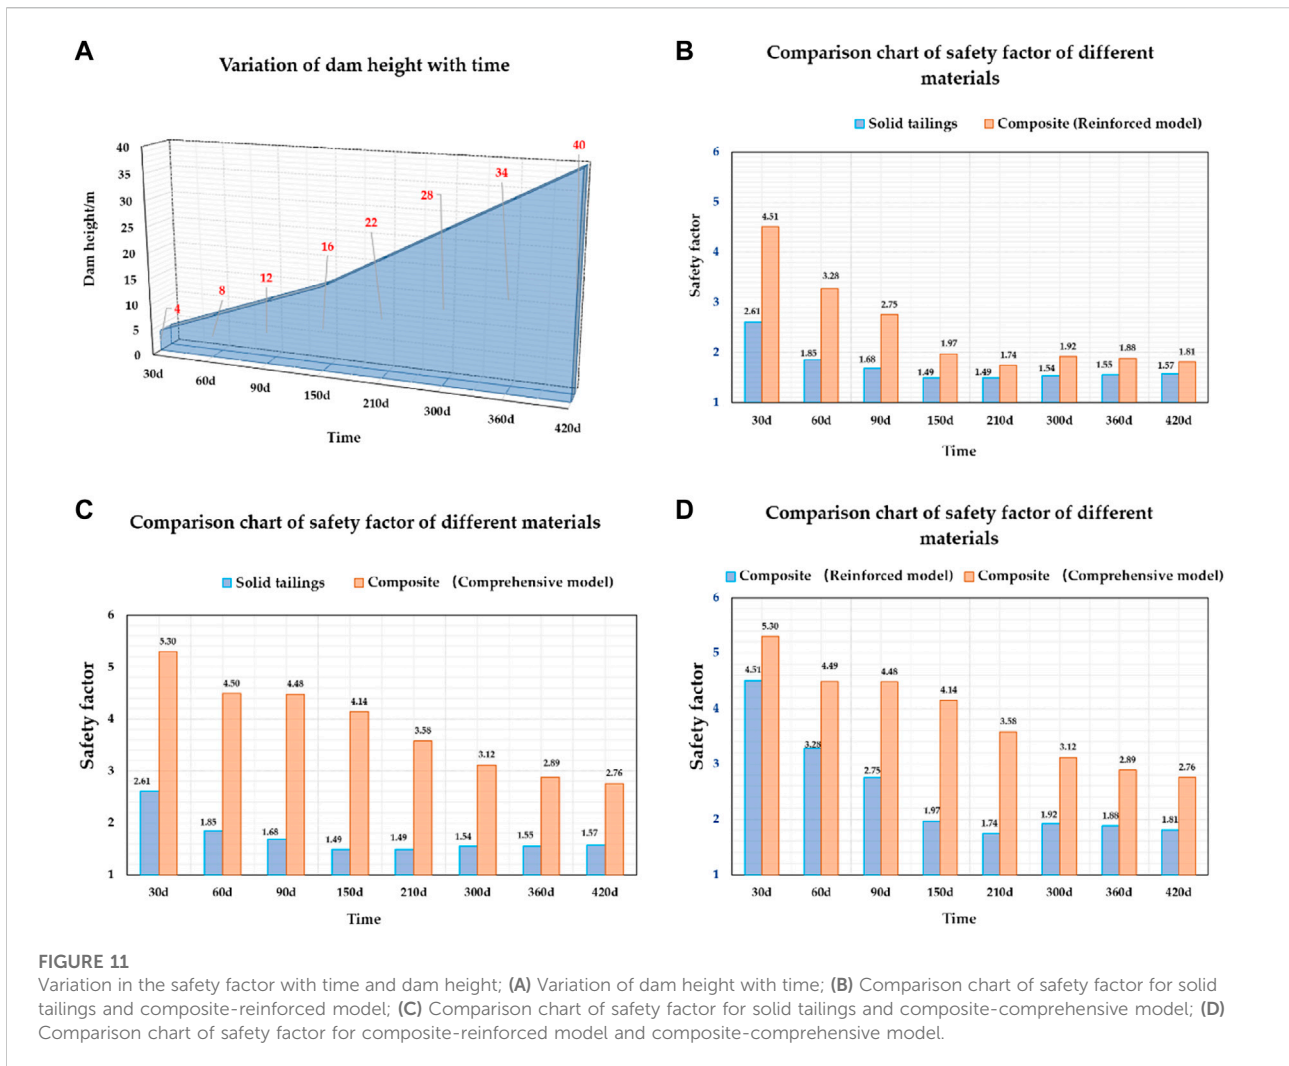 A
Variation of dam height with time
40
35
30
25
20
15
10
5
0
Dam height/m
4
8
12
16
22
28
34
40
30d
60d
90d
150d
210d
300d
360d
420d
Time
B
Comparison chart of safety factor of different
materials
Solid tailings
Composite (Reinforced model)
6
5
4
3
2
1
Safety factor
2.61
4.51
1.85
3.28
1.68
2.75
1.49
1.97
1.49
1.74
1.54
1.92
1.55
1.88
1.57
1.81
30d 60d 90d 150d 210d 300d 360d 420d
Time
C
Comparison chart of safety factor of different materials
Solid tailings
Composite (Comprehensive model)
6
5
4
3
2
1
Safety factor
2.61
5.30
1.85
4.50
1.68
4.48
1.49
4.14
1.49
3.58
1.54
3.12
1.55
2.89
1.57
2.76
30d 60d 90d 150d 210d 300d 360d 420d
Time
D
Comparison chart of safety factor of different
materials
Composite (Reinforced model)
Composite (Comprehensive model)
6
5
4
3
2
1
Safety factor
4.51
5.30
3.28
4.49
2.75
4.48
1.97
4.14
1.74
3.58
1.92
3.12
1.88
2.89
1.81
2.76
30d 60d 90d 150d 210d 300d 360d 420d
Time
FIGURE 11
Variation in the safety factor with time and dam height; (A) Variation of dam height with time; (B) Comparison chart of safety factor for solid
tailings and composite-reinforced model; (C) Comparison chart of safety factor for solid tailings and composite-comprehensive model; (D)
Comparison chart of safety factor for composite-reinforced model and composite-comprehensive model.